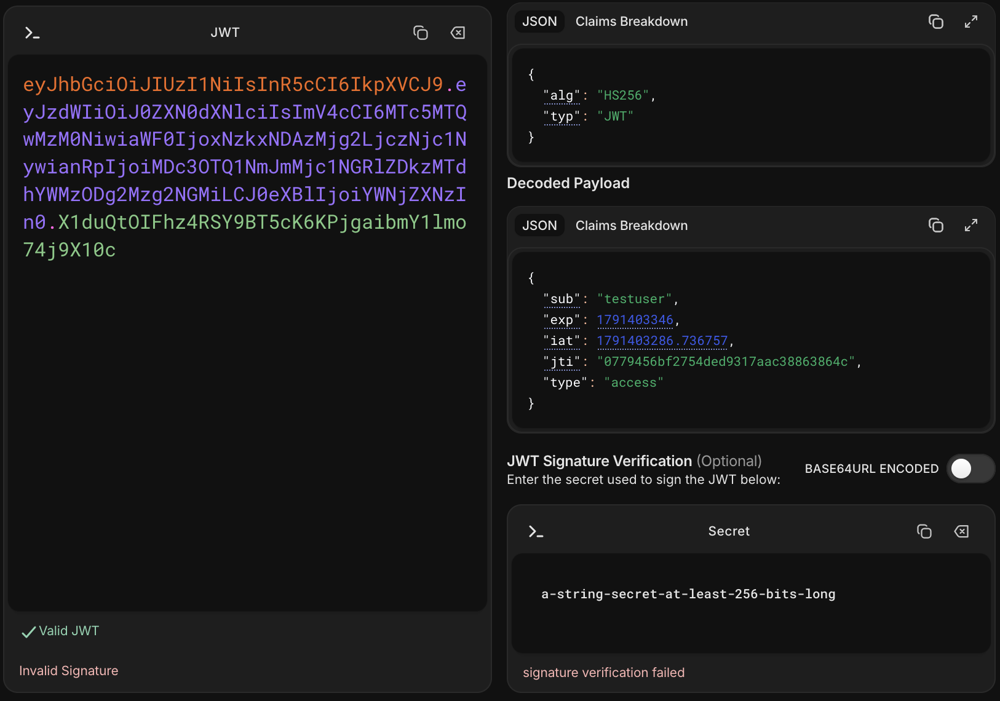 JWT
eyJhbGciOiJIUzI1NiIsInR5cCI6IkpXVCJ9.e
yJzdWIiOiJ0ZXN0dXNlciIsImV4cCI6MTc5MTQ
wMzM0NiwiaWF0IjoxNzkxNDAzMjg2LjczNjc1N
ywianRpIjoiMDc3OTQ1NmJmMjc1NGRlZDkzMTd
hYWMzODg2Mzg2NGMiLCJ0eXBlIjoiYWNjZXNzI
n0.X1duQtOIFhz4RSY9BT5cK6KPjgaibmY1lmo
74j9X10c
Valid JWT
Invalid Signature
JSON Claims Breakdown
{
"alg": "HS256",
"typ": "JWT"
}
Decoded Payload
JSON Claims Breakdown
{
"sub": "testuser",
"exp": 1791403346,
"iat": 1791403286.736757,
"jti": "0779456bf2754ded9317aac38863864c",
"type": "access"
}
JWT Signature Verification (Optional)
Enter the secret used to sign the JWT below:
BASE64URL ENCODED
Secret
a-string-secret-at-least-256-bits-long
signature verification failed